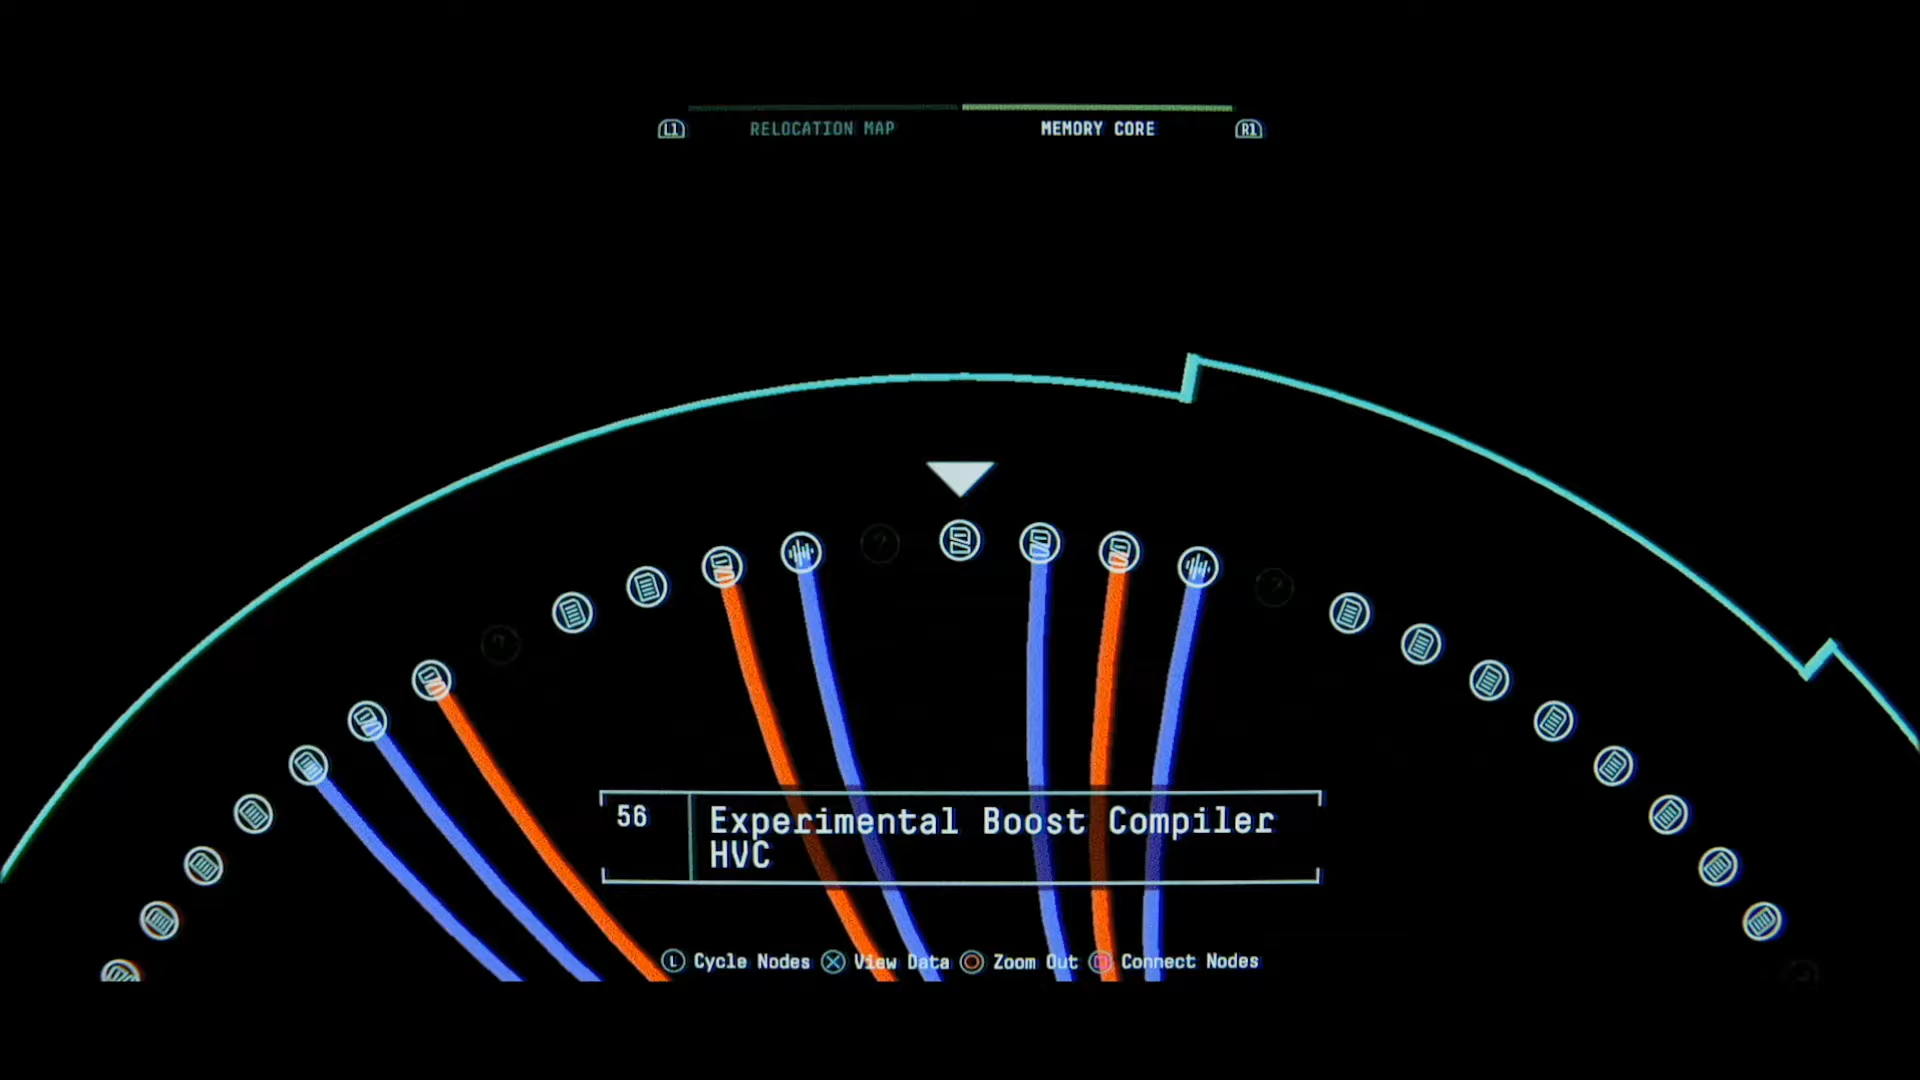 L1 RELOCATION MAP MEMORY CORE R1
56 Experimental Boost Compiler
HVC
L Cycle Nodes View Data Zoom Out Connect Nodes